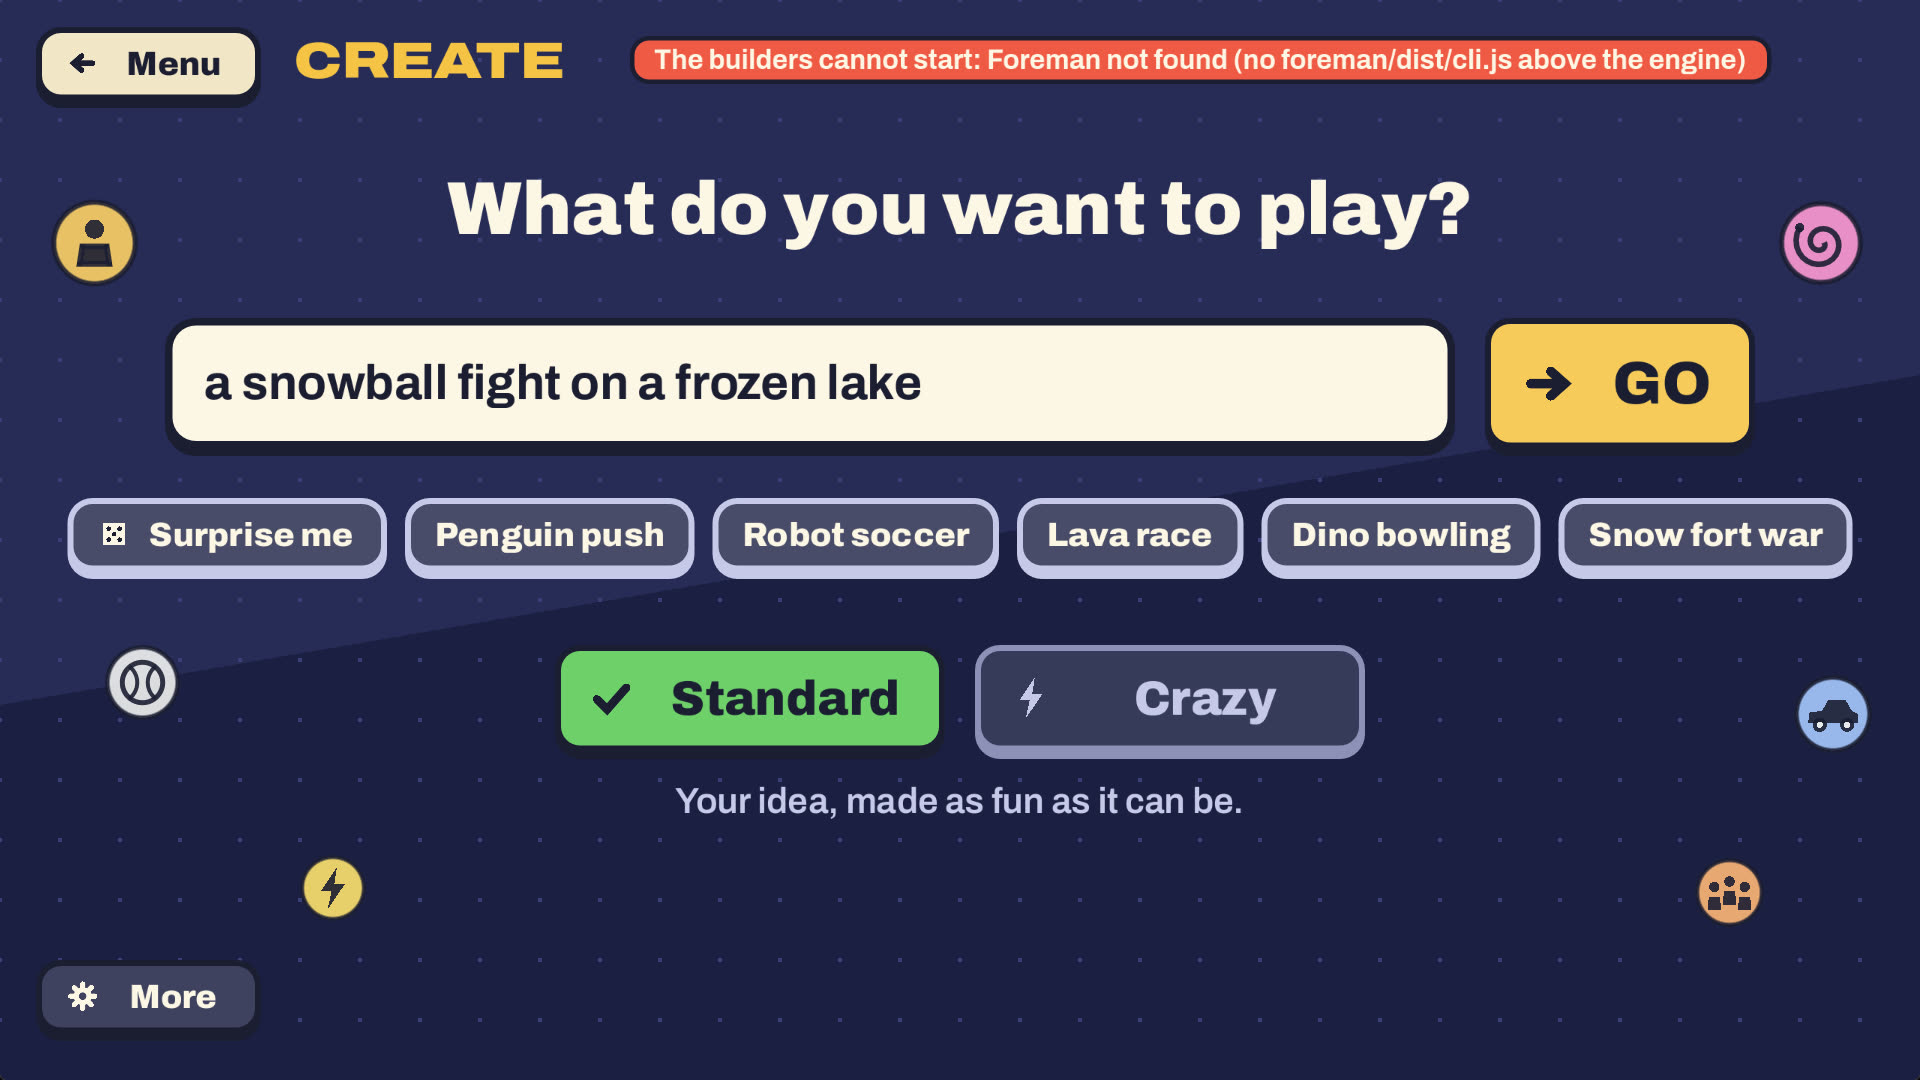 Menu
CREATE
The builders cannot start: Foreman not found (no foreman/dist/cli.js above the engine)
What do you want to play?
a snowball fight on a frozen lake
GO
Surprise me
Penguin push
Robot soccer
Lava race
Dino bowling
Snow fort war
Standard
Crazy
Your idea, made as fun as it can be.
More